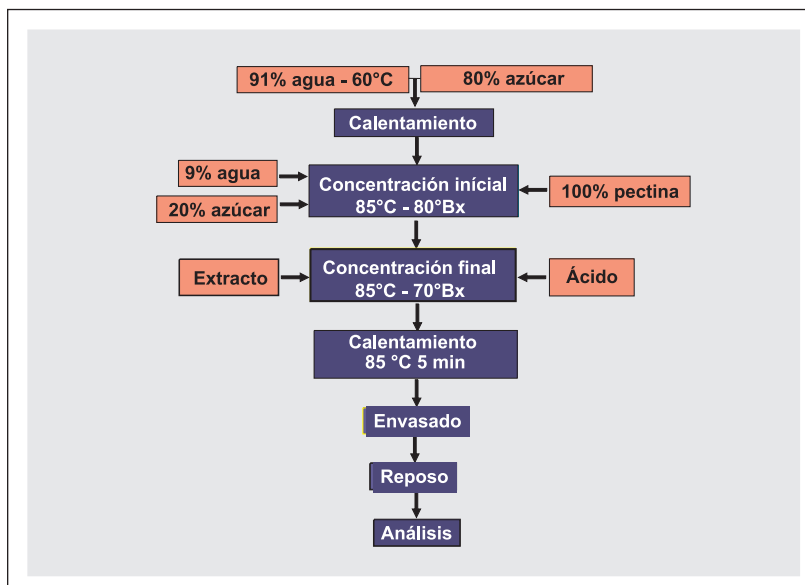 91% agua - 60°C
80% azúcar
Calentamiento
9% agua
20% azúcar
Concentración inícial
85°C - 80°Bx
100% pectina
Extracto
Concentración final
85°C - 70°Bx
Ácido
Calentamiento
85 °C 5 min
Envasado
Reposo
Análisis